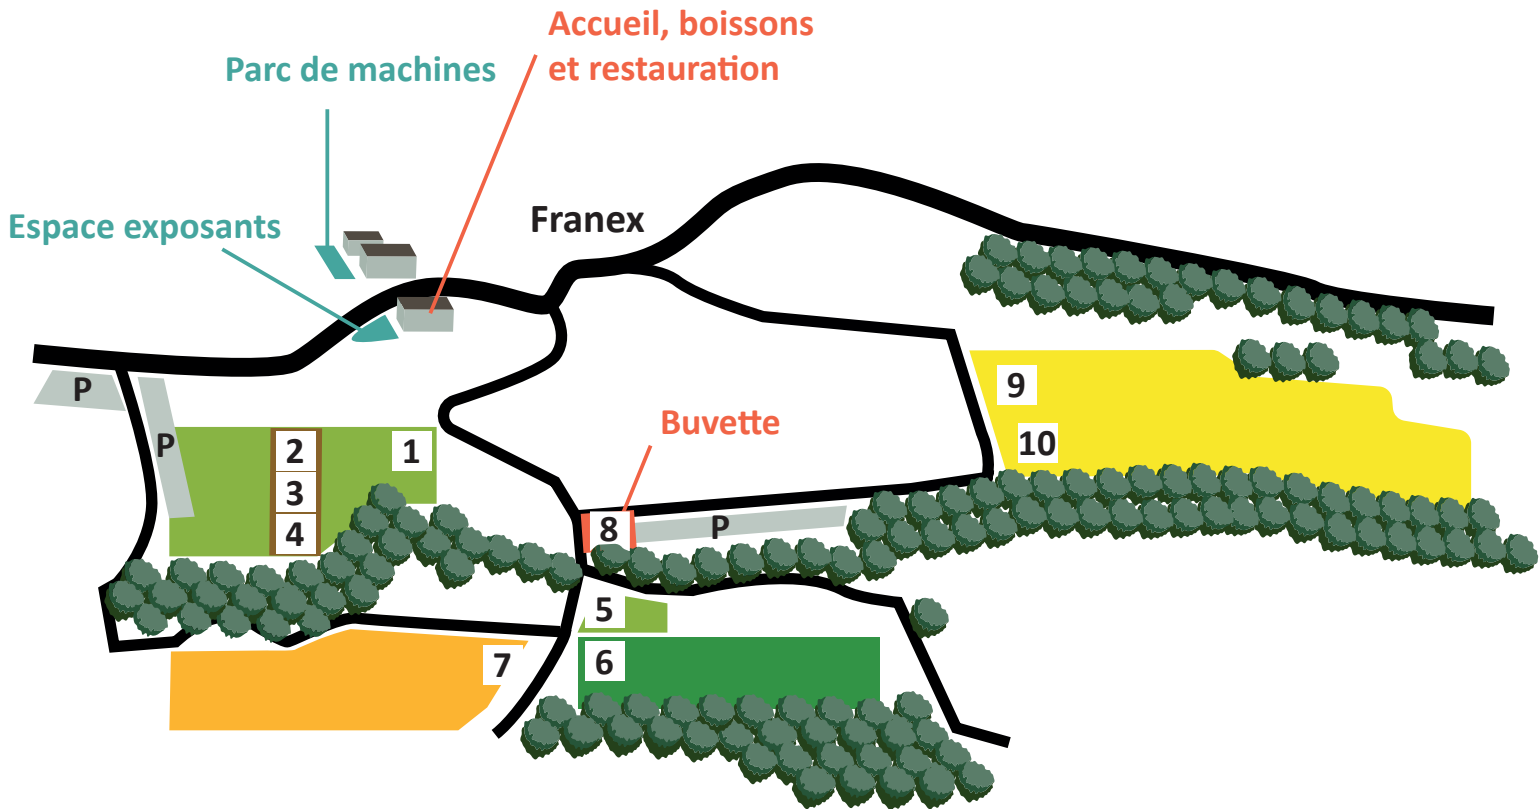 Accueil, boissons
et restauration
Parc de machines
Espace exposants
Franex
P
P
Buvette
1
2
3
4
8
P
9
10
5
6
7